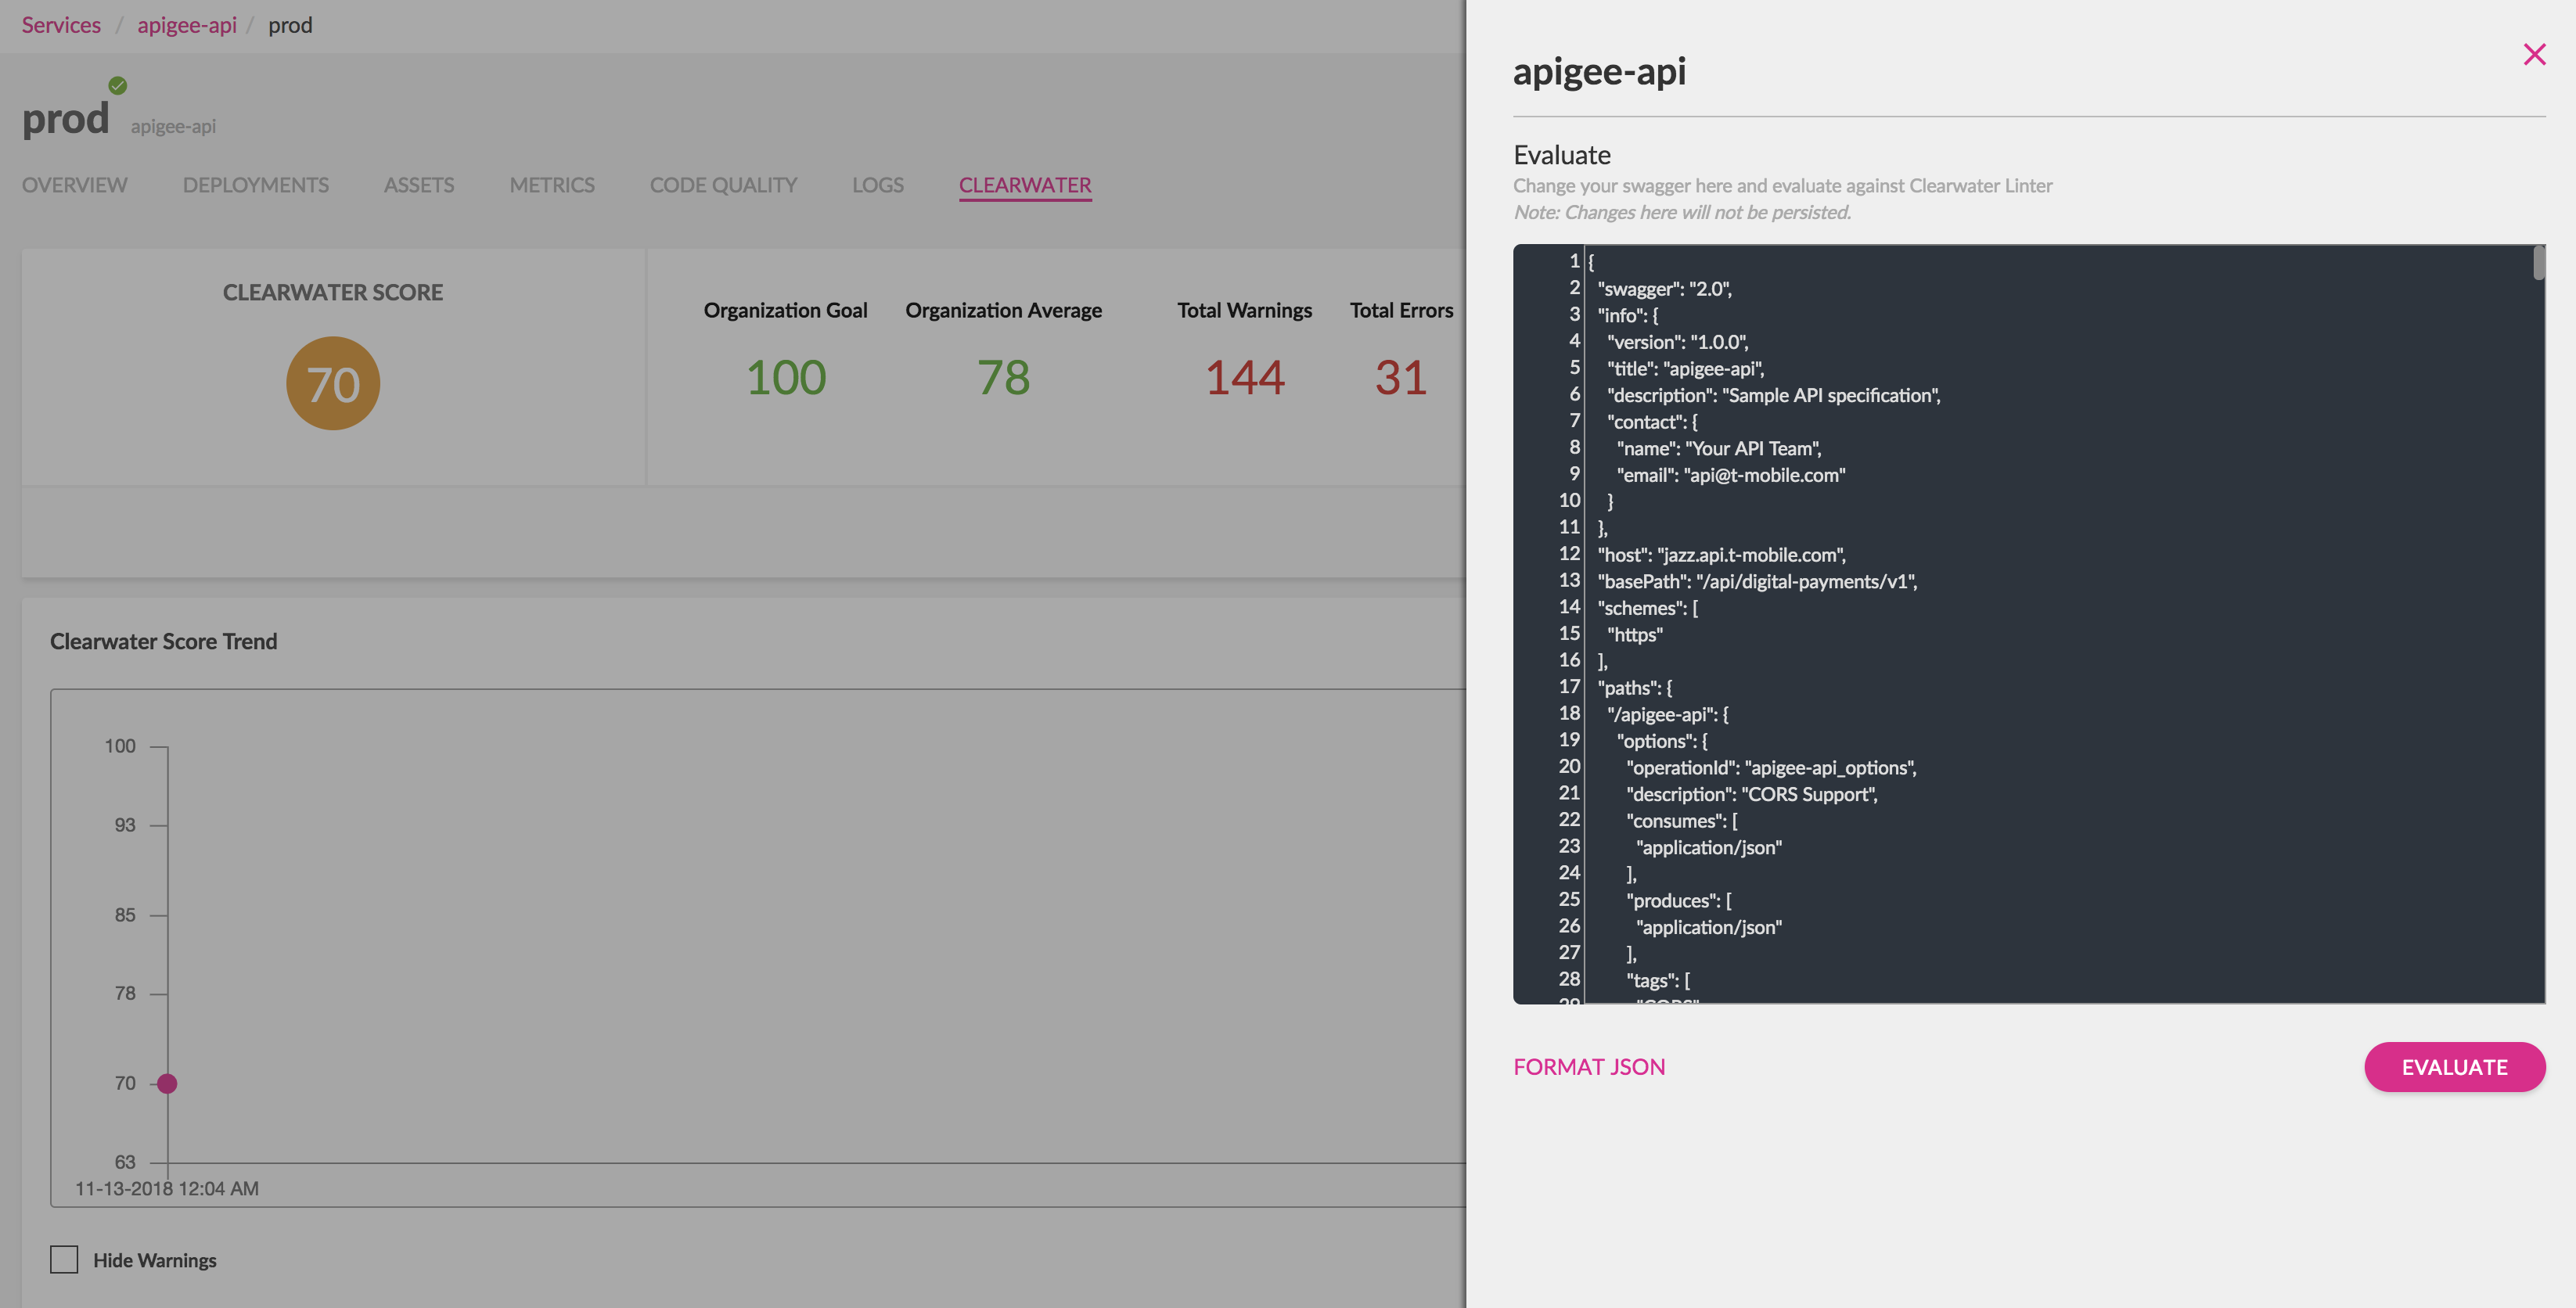 Services / apigee-api / prod
prod apigee-api
OVERVIEW DEPLOYMENTS ASSETS METRICS CODE QUALITY LOGS CLEARWATER
CLEARWATER SCORE
70
Organization Goal Organization Average Total Warnings Total Errors
100 78 144 31
Clearwater Score Trend
100
93
85
78
70
63
11-13-2018 12:04 AM
Hide Warnings
apigee-api
Evaluate
Change your swagger here and evaluate against Clearwater Linter
Note: Changes here will not be persisted.
1 {
2 "swagger": "2.0",
3 "info": {
4 "version": "1.0.0",
5 "title": "apigee-api",
6 "description": "Sample API specification",
7 "contact": {
8 "name": "Your API Team",
9 "email": "api@t-mobile.com"
10 }
11 },
12 "host": "jazz.api.t-mobile.com",
13 "basePath": "/api/digital-payments/v1",
14 "schemes": [
15 "https"
16 ],
17 "paths": {
18 "/apigee-api": {
19 "options": {
20 "operationId": "apigee-api_options",
21 "description": "CORS Support",
22 "consumes": [
23 "application/json"
24 ],
25 "produces": [
26 "application/json"
27 ],
28 "tags": [
29 "CORS"
FORMAT JSON EVALUATE